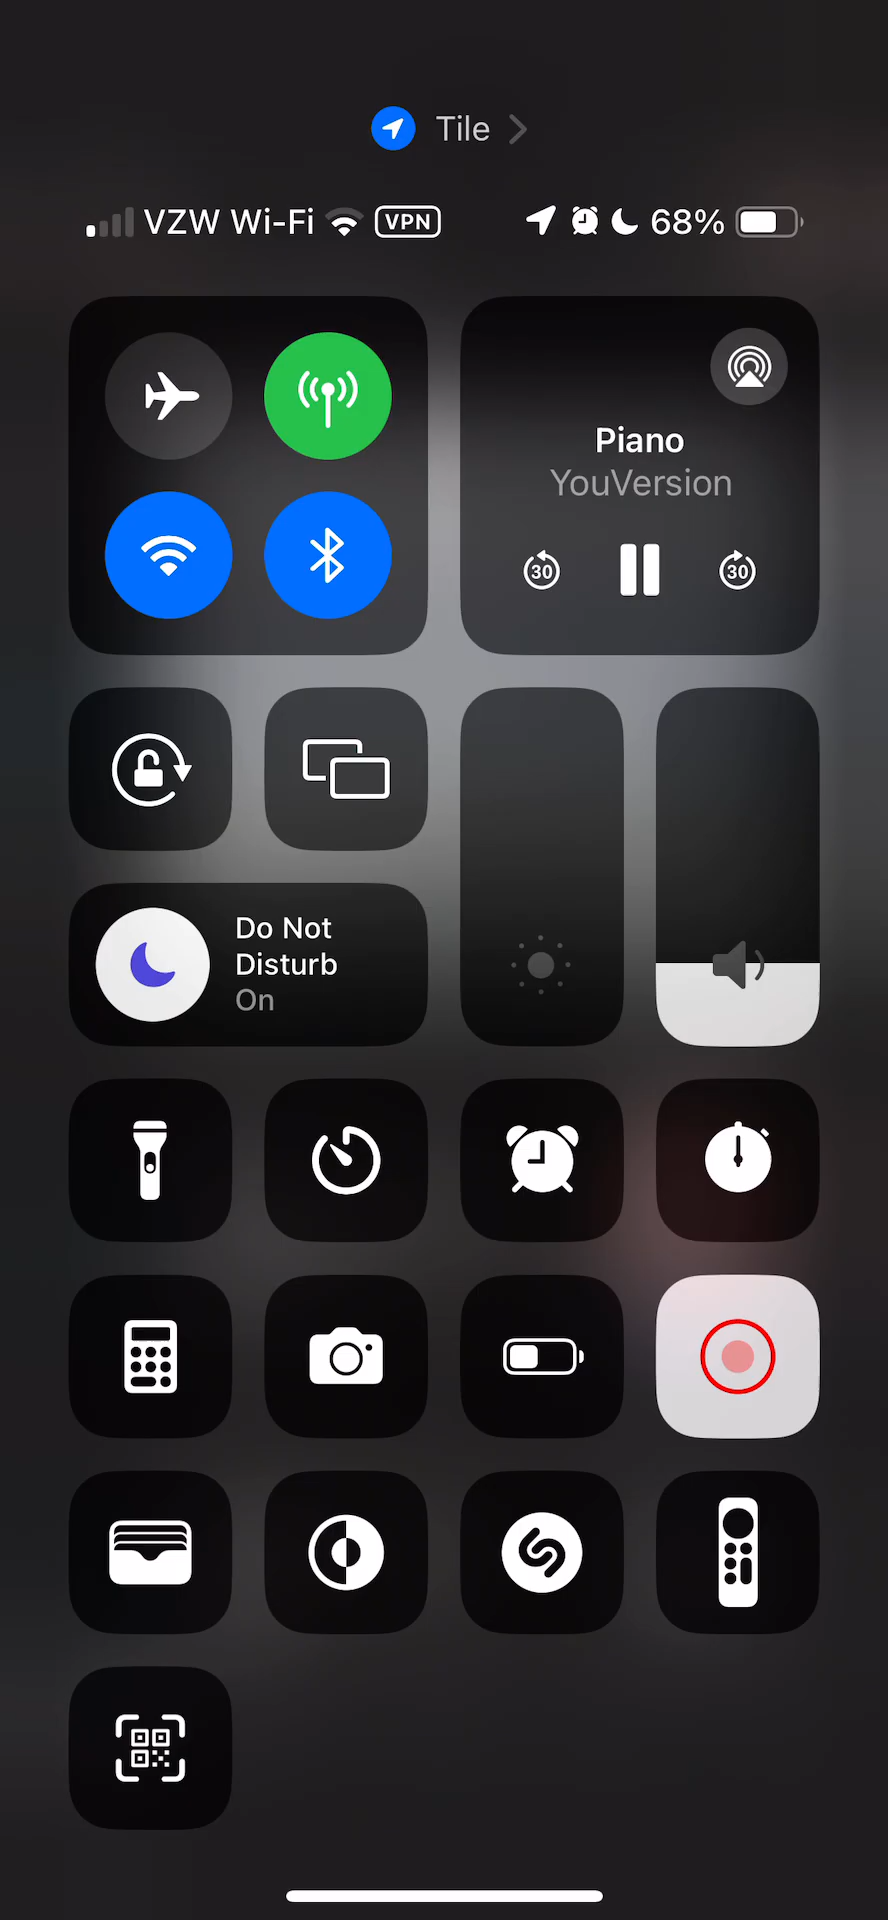 Tile
VZW Wi-Fi VPN 68%
Piano
YouVersion
30 30
Do Not
Disturb
On